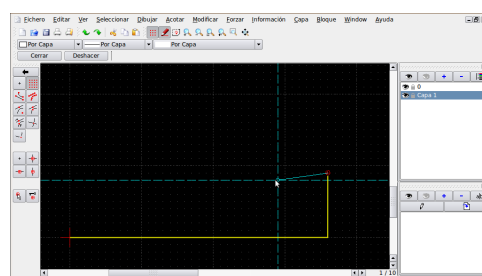 Fichero Editar Ver Seleccionar Dibujar Acotar Modificar Forzar Información Capa Bloque Window Ayuda
Por Capa Por Capa Por Capa
Cerrar Deshacer
0
Capa 1
1 / 10